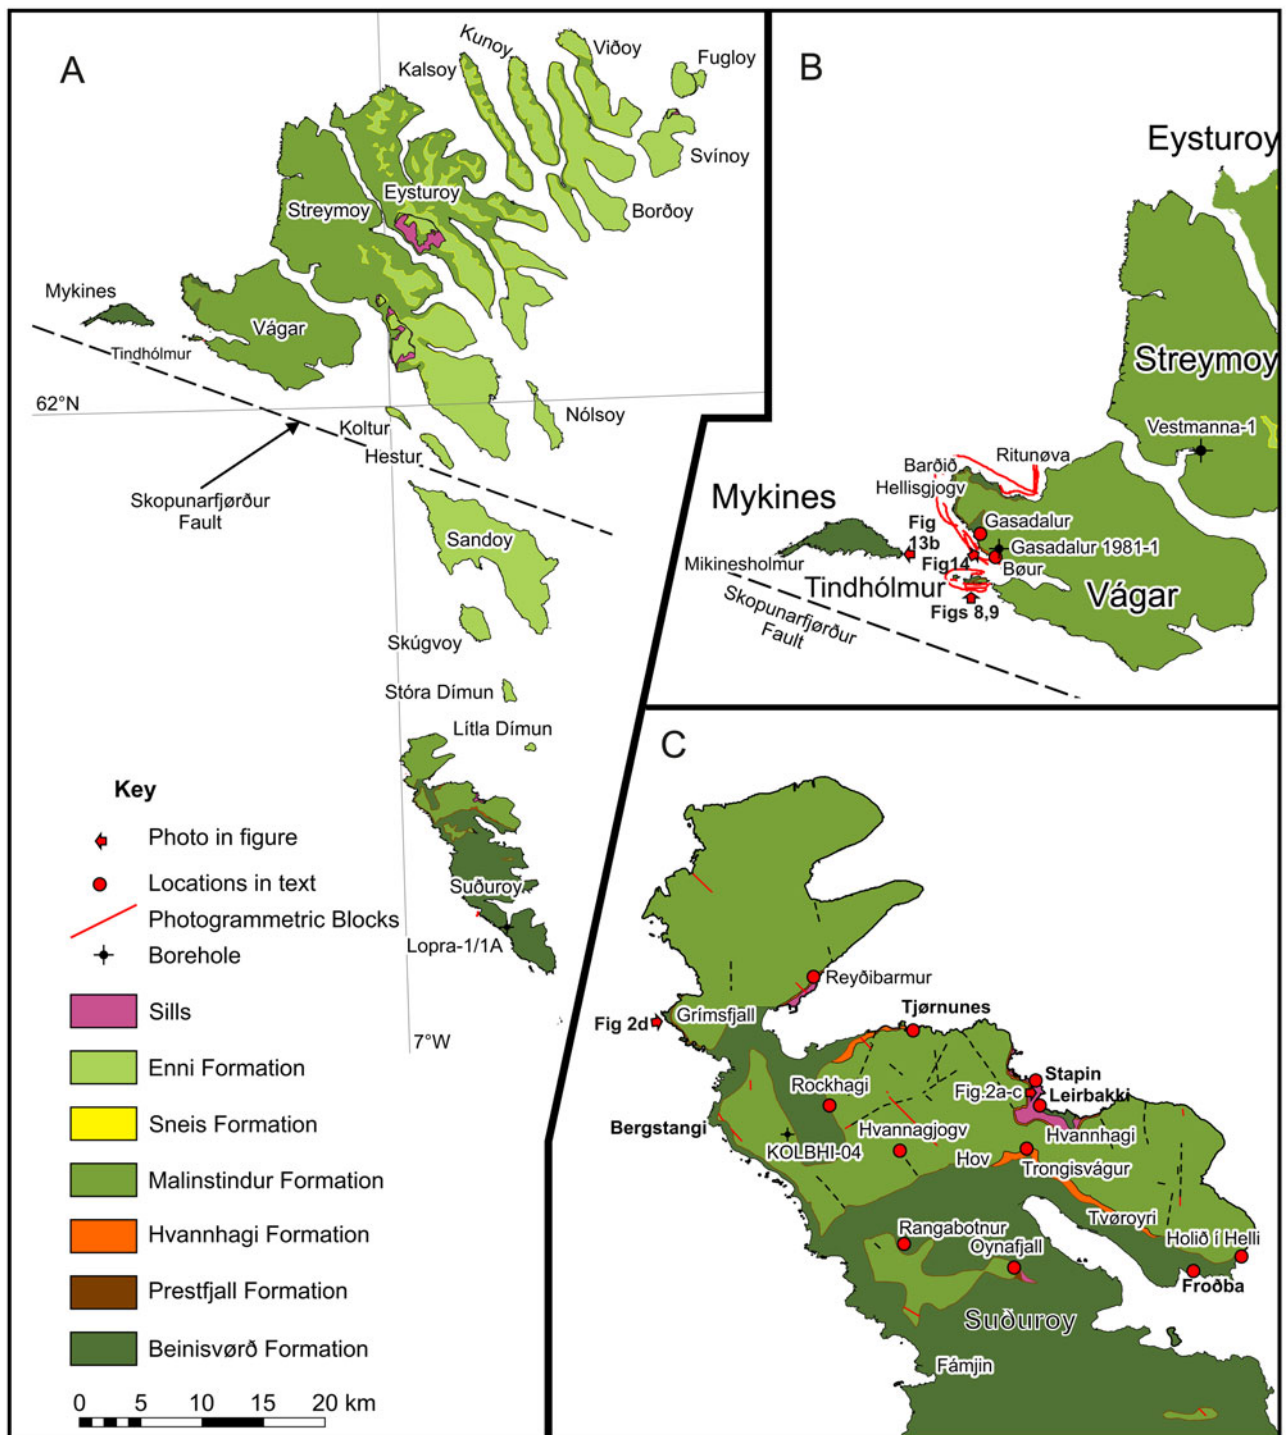 A
Kunoy
Viðoy
Fugloy
Kalsoy
Svínoy
Eysturoy
Streymoy
Borðoy
Mykines
Vágar
Tindhólmur
62°N
Nólsoy
Koltur
Hestur
Skopunarfjørður
Fault
Sandoy
Skúgvoy
Stóra Dímun
Lítla Dímun
Suðuroy
Lopra-1/1A
7°W
Key
Photo in figure
Locations in text
Photogrammetric Blocks
Borehole
Sills
Enni Formation
Sneis Formation
Malinstindur Formation
Hvannhagi Formation
Prestfjall Formation
Beinisvørð Formation
0 5 10 15 20 km
B
Eysturoy
Streymoy
Vestmanna-1
Ritunøva
Barðið
Hellisgjogv
Mykines
Gasadalur
Fig
13b
Gasadalur 1981-1
Fig14
Bøur
Mikinesholmur
Tindhólmur
Vágar
Figs 8,9
Skopunarfjørður
Fault
C
Reyðibarmur
Grímsfjall
Fig 2d
Tjørnunes
Stapin
Fig.2a-c
Leirbakki
Rockhagi
Hvannhagi
Bergstangi
Hvannagjogv
KOLBHI-04
Hov
Trongisvágur
Tvøroyri
Rangabotnur
Holið í Helli
Oynafjall
Froðba
Suðuroy
Fámjin